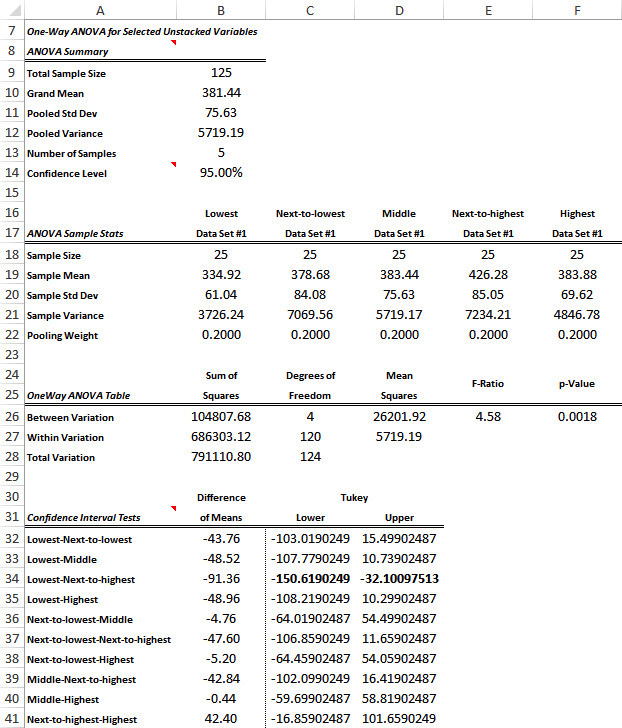 A B C D E F
7 One-Way ANOVA for Selected Unstacked Variables
8 ANOVA Summary
9 Total Sample Size 125
10 Grand Mean 381.44
11 Pooled Std Dev 75.63
12 Pooled Variance 5719.19
13 Number of Samples 5
14 Confidence Level 95.00%
15
16 Lowest Next-to-lowest Middle Next-to-highest Highest
17 ANOVA Sample Stats Data Set #1 Data Set #1 Data Set #1 Data Set #1 Data Set #1
18 Sample Size 25 25 25 25 25
19 Sample Mean 334.92 378.68 383.44 426.28 383.88
20 Sample Std Dev 61.04 84.08 75.63 85.05 69.62
21 Sample Variance 3726.24 7069.56 5719.17 7234.21 4846.78
22 Pooling Weight 0.2000 0.2000 0.2000 0.2000 0.2000
23
24 Sum of Degrees of Mean
F-Ratio p-Value
25 OneWay ANOVA Table Squares Freedom Squares
26 Between Variation 104807.68 4 26201.92 4.58 0.0018
27 Within Variation 686303.12 120 5719.19
28 Total Variation 791110.80 124
29
30 Difference Tukey
31 Confidence Interval Tests of Means Lower Upper
32 Lowest-Next-to-lowest -43.76 -103.0190249 15.49902487
33 Lowest-Middle -48.52 -107.7790249 10.73902487
34 Lowest-Next-to-highest -91.36 -150.6190249 -32.10097513
35 Lowest-Highest -48.96 -108.2190249 10.29902487
36 Next-to-lowest-Middle -4.76 -64.01902487 54.49902487
37 Next-to-lowest-Next-to-highest -47.60 -106.8590249 11.65902487
38 Next-to-lowest-Highest -5.20 -64.45902487 54.05902487
39 Middle-Next-to-highest -42.84 -102.0990249 16.41902487
40 Middle-Highest -0.44 -59.69902487 58.81902487
41 Next-to-highest-Highest 42.40 -16.85902487 101.6590249